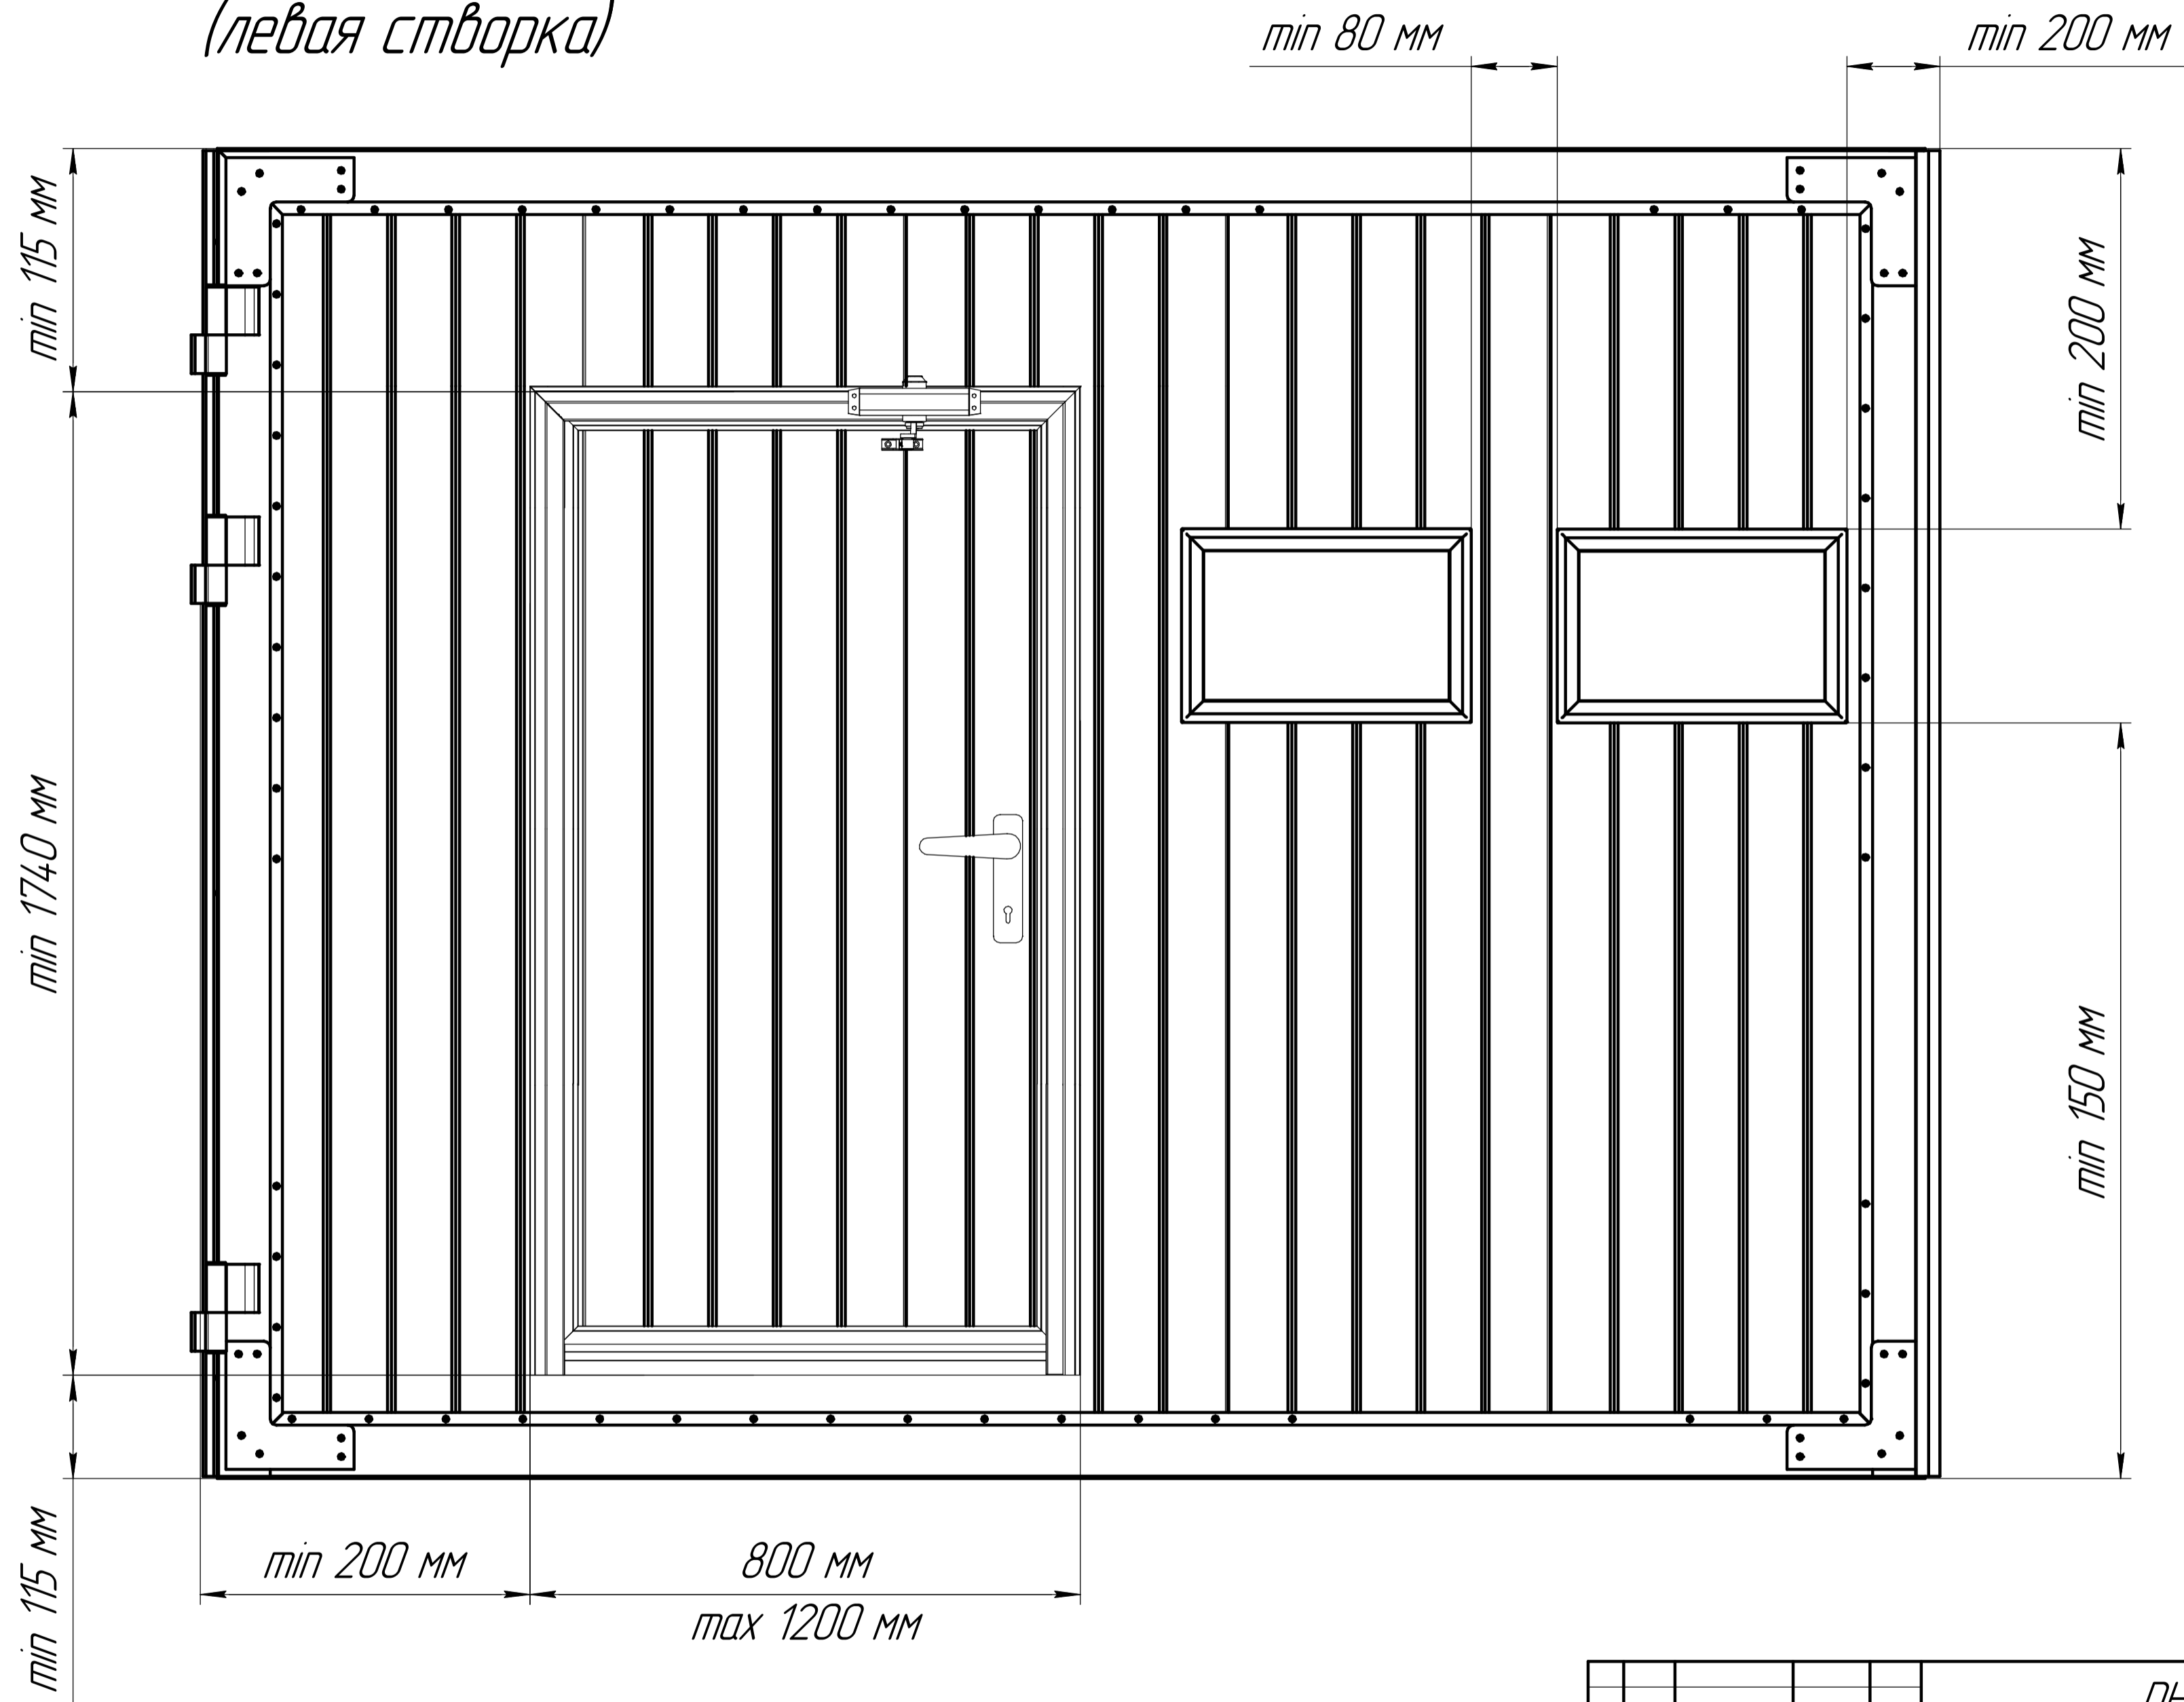 (левая створка)
min 80 мм
min 200 мм
min 115 мм
min 200 мм
min 1740 мм
min 150 мм
min 115 мм
min 200 мм
800 мм
max 1200 мм